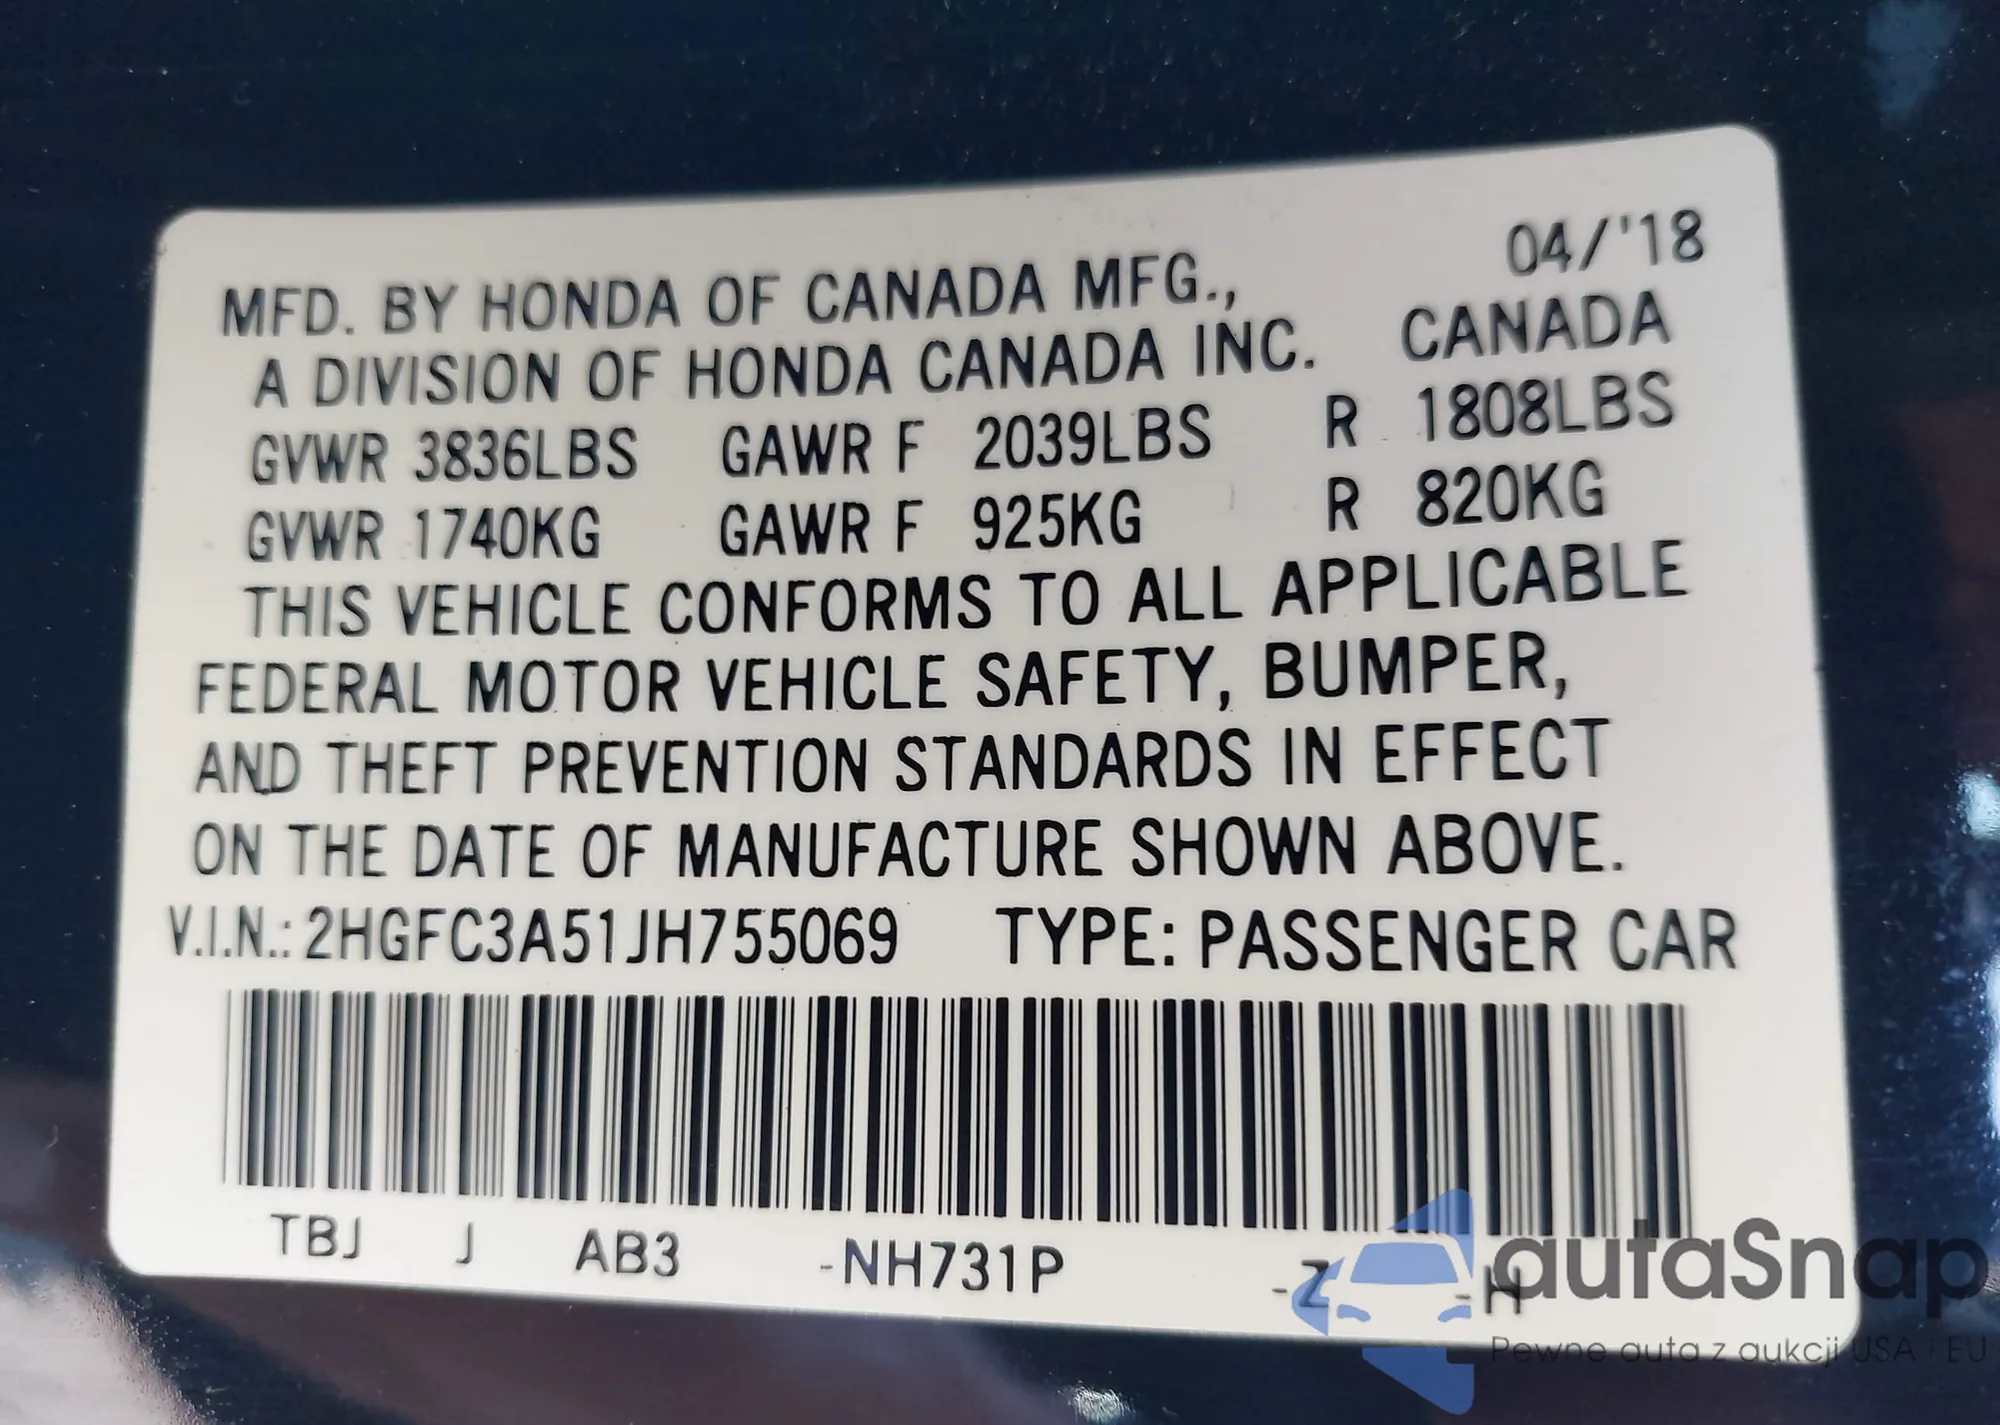 04/'18
MFD. BY HONDA OF CANADA MFG.,
A DIVISION OF HONDA CANADA INC. CANADA
GVWR 3836LBS GAWR F 2039LBS R 1808LBS
GVWR 1740KG GAWR F 925KG R 820KG
THIS VEHICLE CONFORMS TO ALL APPLICABLE
FEDERAL MOTOR VEHICLE SAFETY, BUMPER,
AND THEFT PREVENTION STANDARDS IN EFFECT
ON THE DATE OF MANUFACTURE SHOWN ABOVE.
V.I.N.: 2HGFC3A51JH755069 TYPE: PASSENGER CAR
TBJ J AB3 -NH731P -Z -H
autaSnap
Pewne auta z aukcji USA i EU